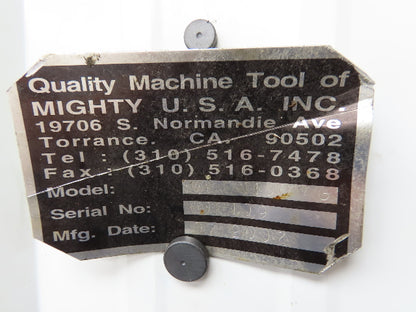 Quality Machine Tool of
MIGHTY U.S.A. INC.
19706 S. Normandie Ave
Torrance. CA. 90502
Tel : (310) 516-7478
Fax : (310) 516-0368
Model:
Serial No:
Mfg. Date: